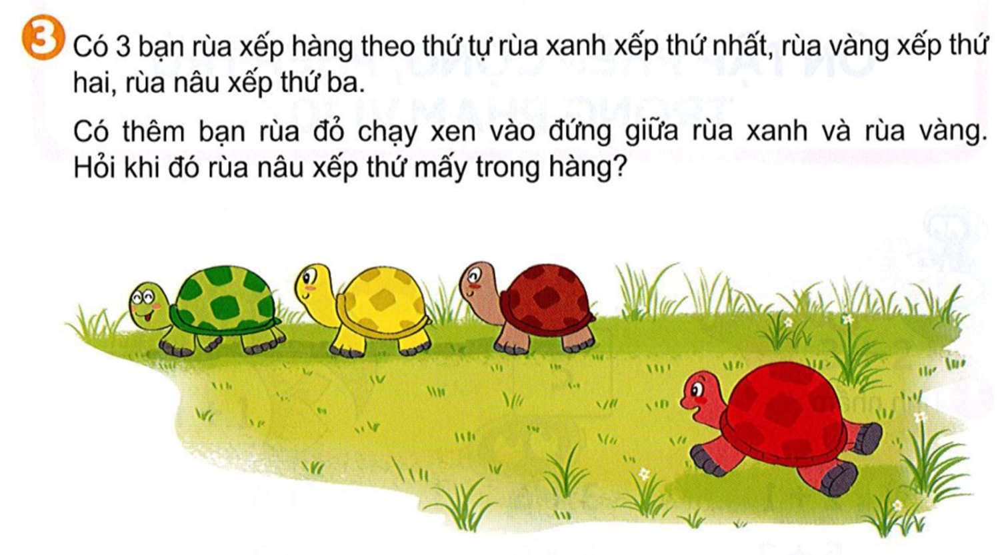 3 Có 3 bạn rùa xếp hàng theo thứ tự rùa xanh xếp thứ nhất, rùa vàng xếp thứ
hai, rùa nâu xếp thứ ba.
Có thêm bạn rùa đỏ chạy xen vào đứng giữa rùa xanh và rùa vàng.
Hỏi khi đó rùa nâu xếp thứ mấy trong hàng?